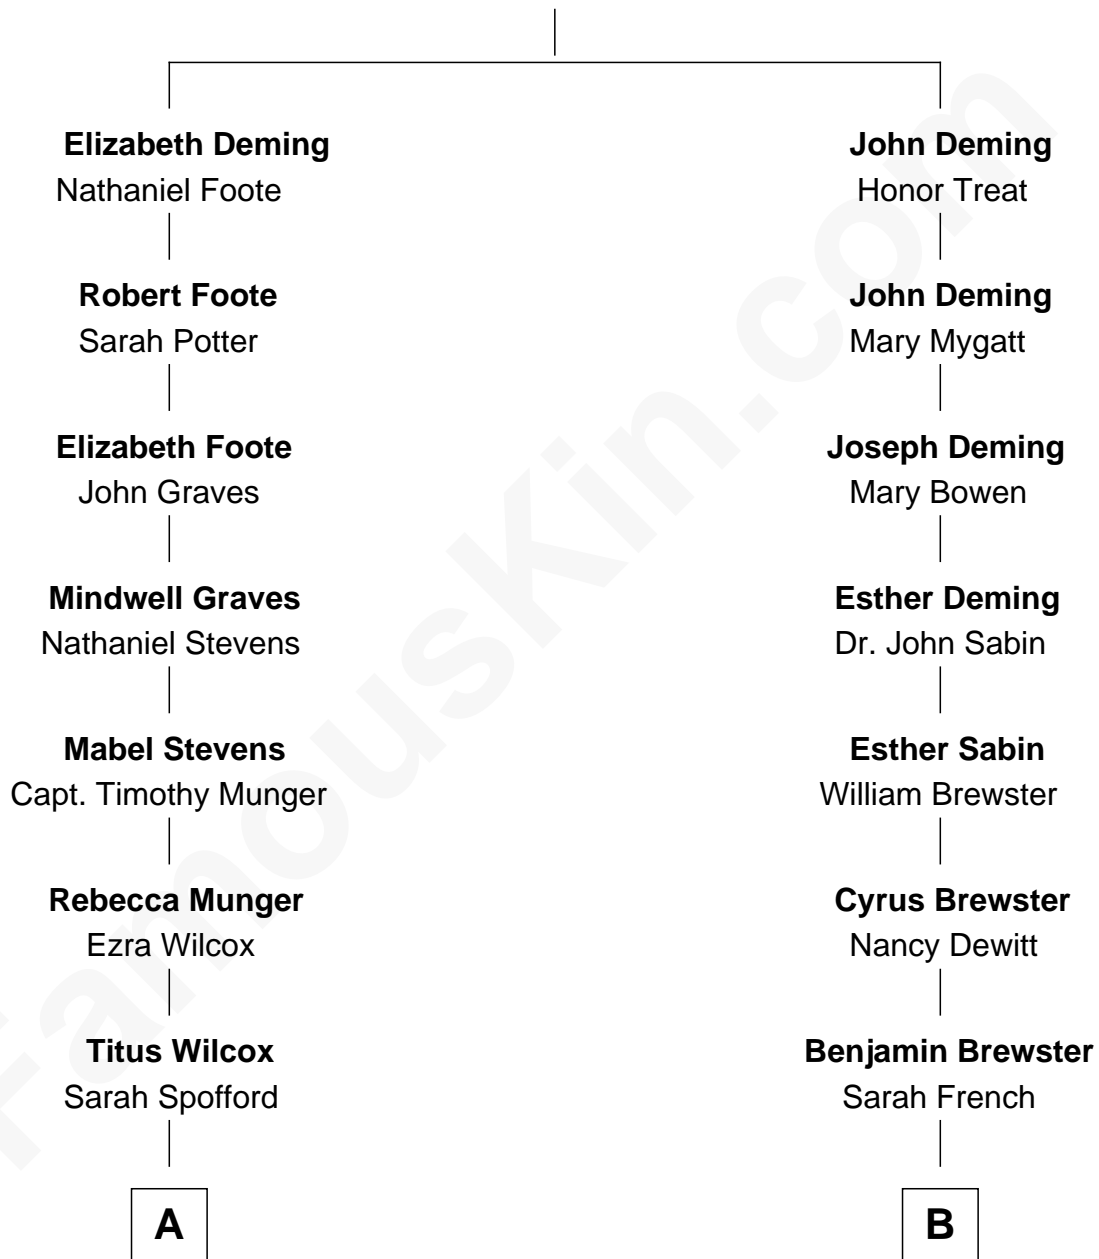 Elizabeth Deming
Nathaniel Foote
Robert Foote
Sarah Potter
Elizabeth Foote
John Graves
Mindwell Graves
Nathaniel Stevens
Mabel Stevens
Capt. Timothy Munger
Rebecca Munger
Ezra Wilcox
Titus Wilcox
Sarah Spofford
A
John Deming
Honor Treat
John Deming
Mary Mygatt
Joseph Deming
Mary Bowen
Esther Deming
Dr. John Sabin
Esther Sabin
William Brewster
Cyrus Brewster
Nancy Dewitt
Benjamin Brewster
Sarah French
B
FamousKin.com